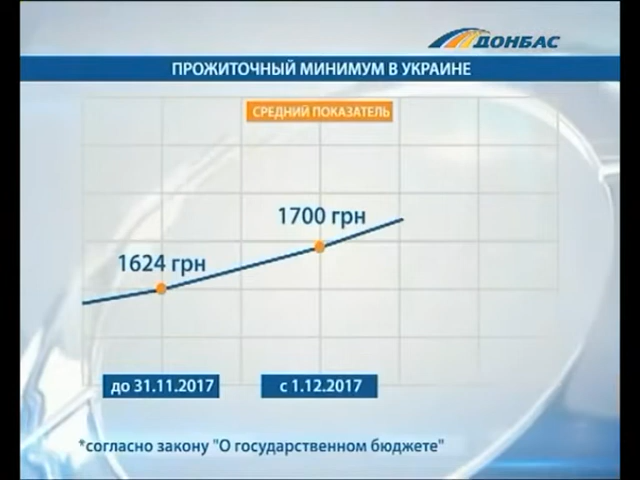 ДОНБАС
ПРОЖИТОЧНЫЙ МИНИМУМ В УКРАИНЕ
СРЕДНИЙ ПОКАЗАТЕЛЬ
1700 грн
1624 грн
до 31.11.2017
с 1.12.2017
*согласно закону "О государственном бюджете"